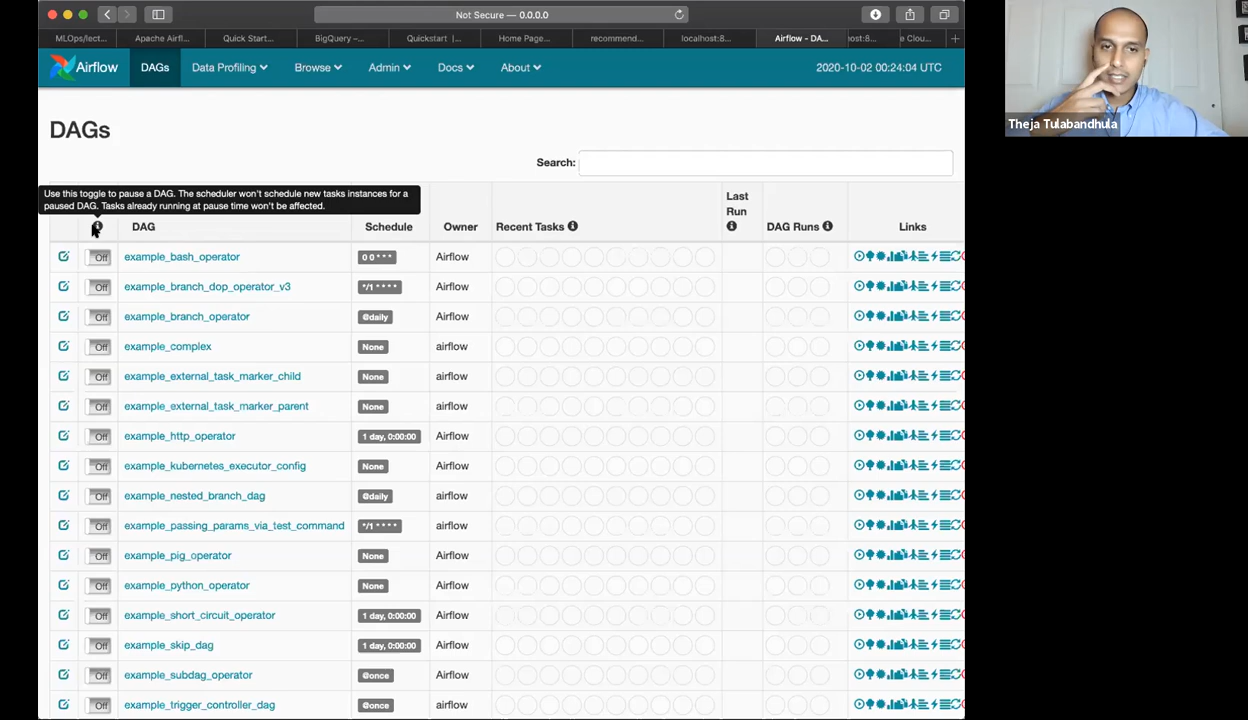 Not Secure — 0.0.0.0
MLOps/lect...
Apache Airfl...
Quick Start...
BigQuery –...
Quickstart |...
Home Page...
recommend...
localhost:8...
Airflow - DA...
ost:8...
e Clou...
Airflow
DAGs
Data Profiling
Browse
Admin
Docs
About
2020-10-02 00:24:04 UTC
Theja Tulabandhula
DAGs
Search:
Use this toggle to pause a DAG. The scheduler won't schedule new tasks instances for a
paused DAG. Tasks already running at pause time won't be affected.
DAG Schedule Owner Recent Tasks Last Run DAG Runs Links
Off example_bash_operator 0 0 * * * Airflow
Off example_branch_dop_operator_v3 */1 * * * * Airflow
Off example_branch_operator @daily Airflow
Off example_complex None airflow
Off example_external_task_marker_child None airflow
Off example_external_task_marker_parent None airflow
Off example_http_operator 1 day, 0:00:00 Airflow
Off example_kubernetes_executor_config None Airflow
Off example_nested_branch_dag @daily airflow
Off example_passing_params_via_test_command */1 * * * * airflow
Off example_pig_operator None Airflow
Off example_python_operator None Airflow
Off example_short_circuit_operator 1 day, 0:00:00 Airflow
Off example_skip_dag 1 day, 0:00:00 Airflow
Off example_subdag_operator @once Airflow
Off example_trigger_controller_dag @once airflow